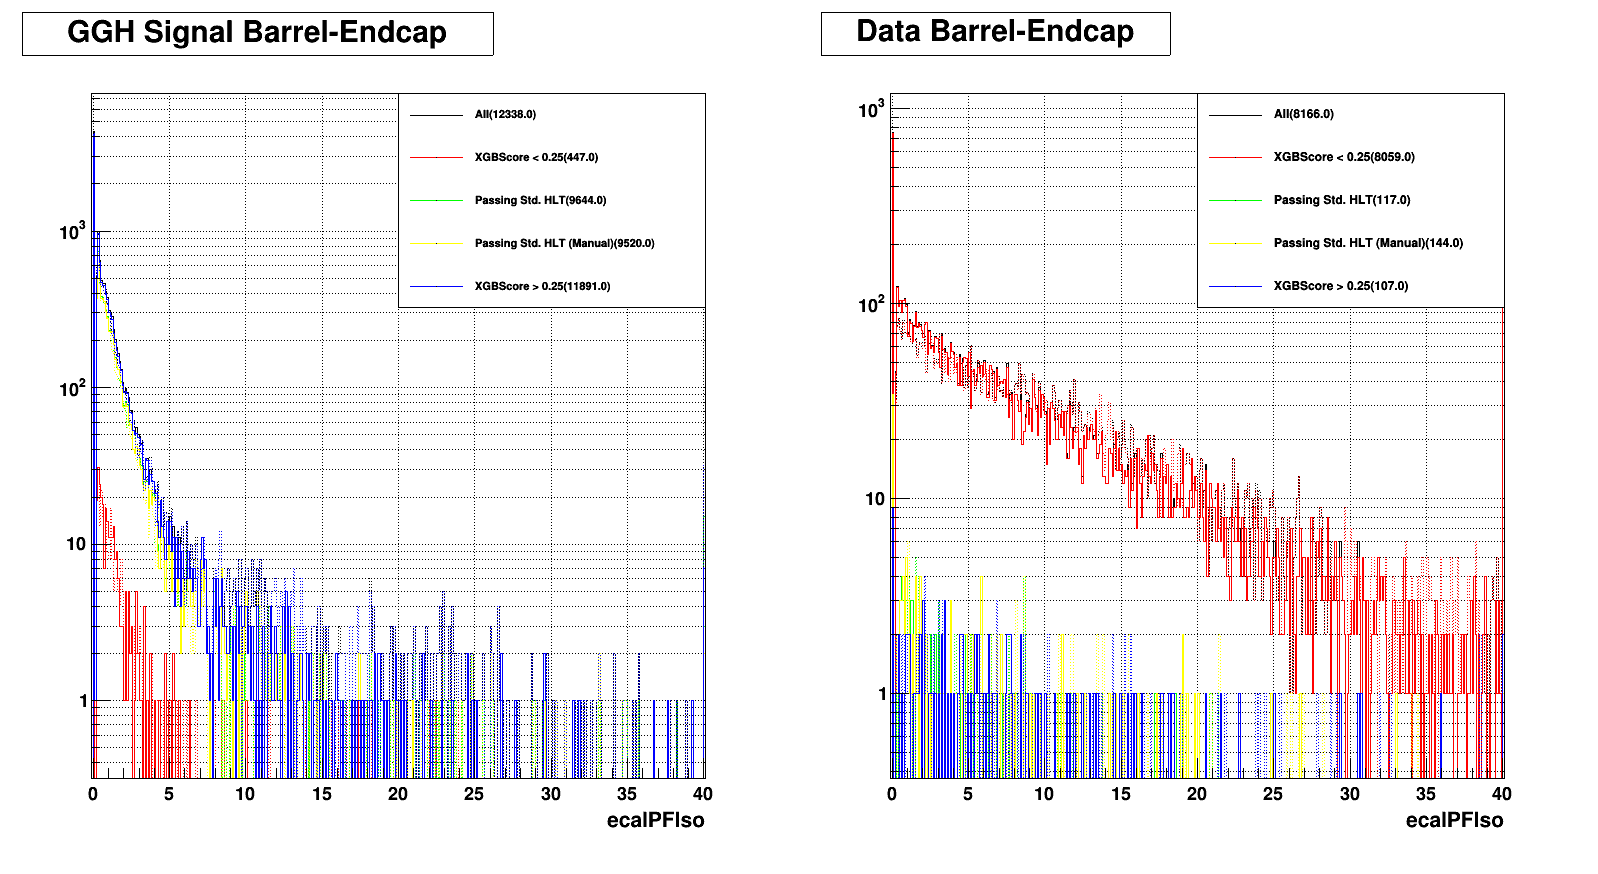 GGH Signal Barrel-Endcap
All(12338.0)
XGBScore < 0.25(447.0)
Passing Std. HLT(9644.0)
Passing Std. HLT (Manual)(9520.0)
XGBScore > 0.25(11891.0)
10³
10²
10
1
0 5 10 15 20 25 30 35 40
ecalPFIso
Data Barrel-Endcap
All(8166.0)
XGBScore < 0.25(8059.0)
Passing Std. HLT(117.0)
Passing Std. HLT (Manual)(144.0)
XGBScore > 0.25(107.0)
10³
10²
10
1
0 5 10 15 20 25 30 35 40
ecalPFIso